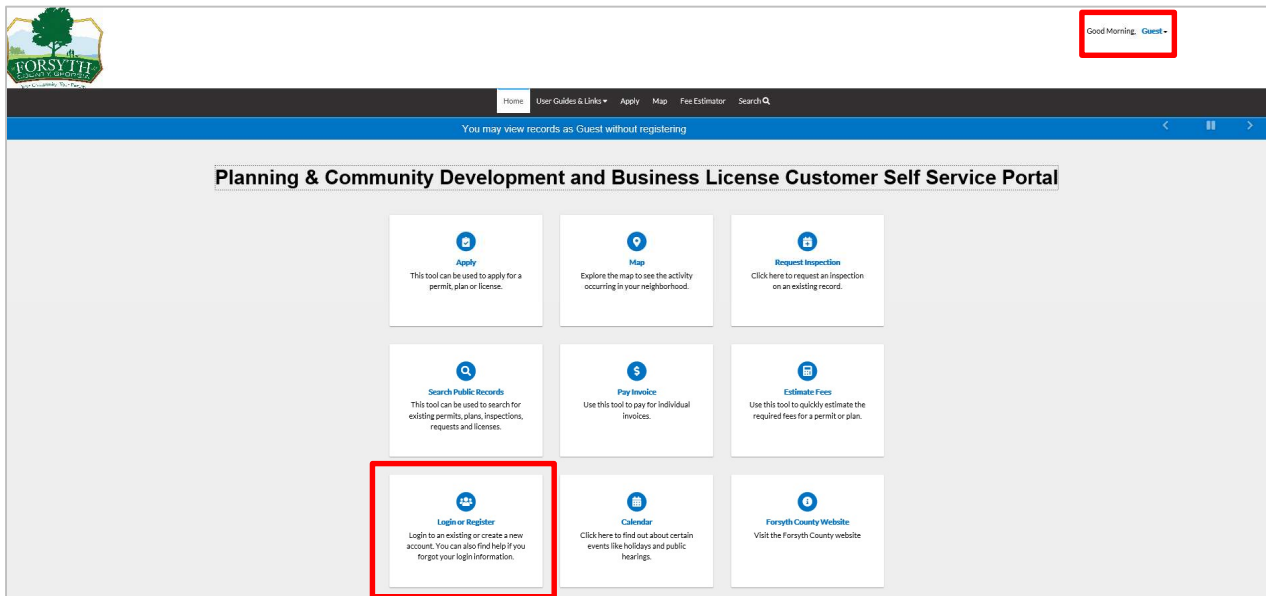 Good Morning, Guest
FORSYTH
COUNTY, GEORGIA
Home User Guides & Links Apply Map Fee Estimator Search
You may view records as Guest without registering
Planning & Community Development and Business License Customer Self Service Portal
Apply
This tool can be used to apply for a
permit, plan or license.
Map
Explore the map to see the activity
occurring in your neighborhood.
Request Inspection
Click here to request an inspection
on an existing record.
Search Public Records
This tool can be used to search for
existing permits, plans, inspections,
requests and licenses.
Pay Invoice
Use this tool to pay for individual
invoices.
Estimate Fees
Use this tool to quickly estimate the
required fees for a permit or plan.
Login or Register
Login to an existing or create a new
account. You can also find help if you
forgot your login information.
Calendar
Click here to find out about certain
events like holidays and public
hearings.
Forsyth County Website
Visit the Forsyth County website